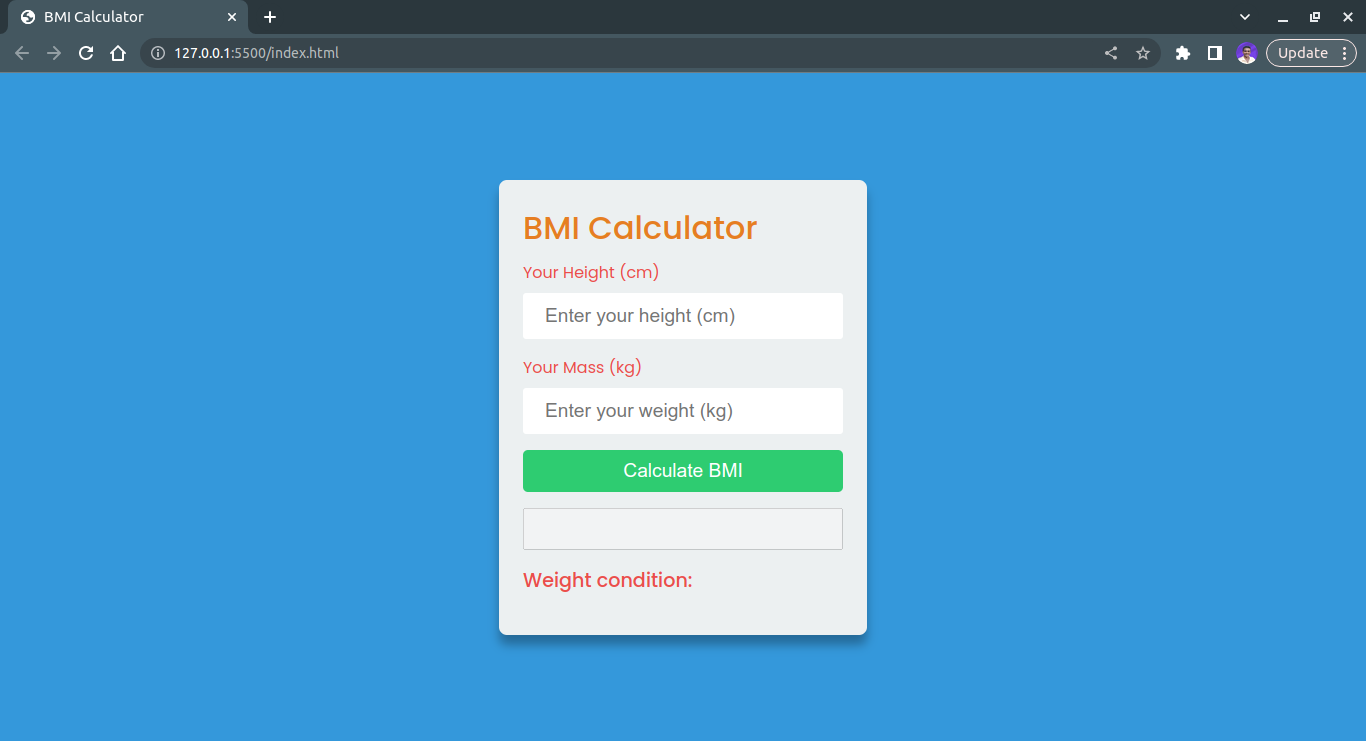 BMI Calculator
127.0.0.1:5500/index.html
Update
BMI Calculator
Your Height (cm)
Enter your height (cm)
Your Mass (kg)
Enter your weight (kg)
Calculate BMI
Weight condition: